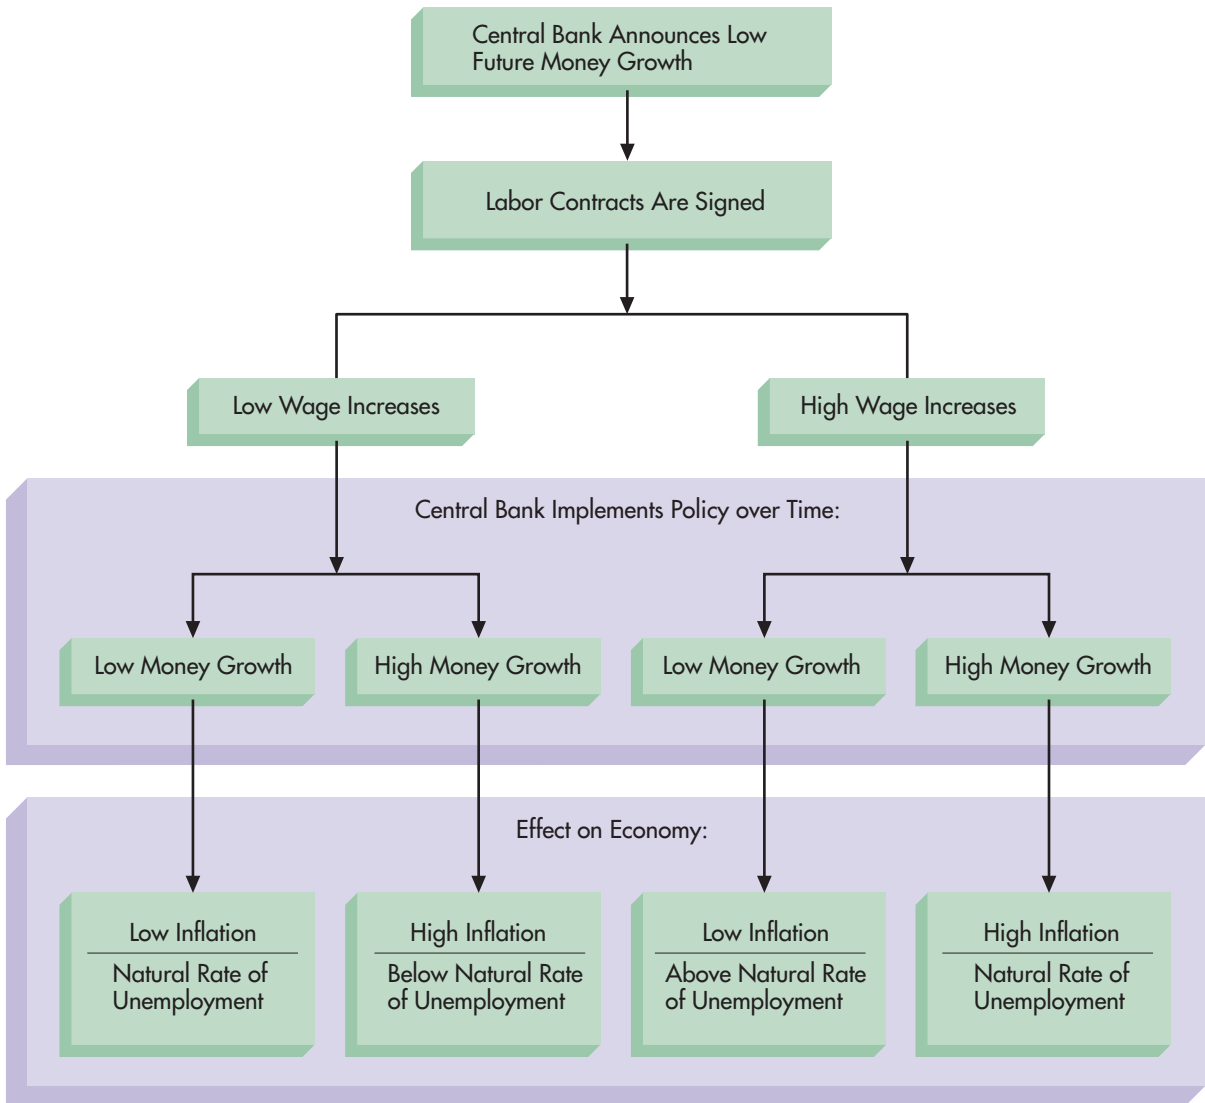 Central Bank Announces Low
Future Money Growth
Labor Contracts Are Signed
Low Wage Increases
High Wage Increases
Central Bank Implements Policy over Time:
Low Money Growth
High Money Growth
Low Money Growth
High Money Growth
Effect on Economy:
Low Inflation
Natural Rate of
Unemployment
High Inflation
Below Natural Rate
of Unemployment
Low Inflation
Above Natural Rate
of Unemployment
High Inflation
Natural Rate of
Unemployment